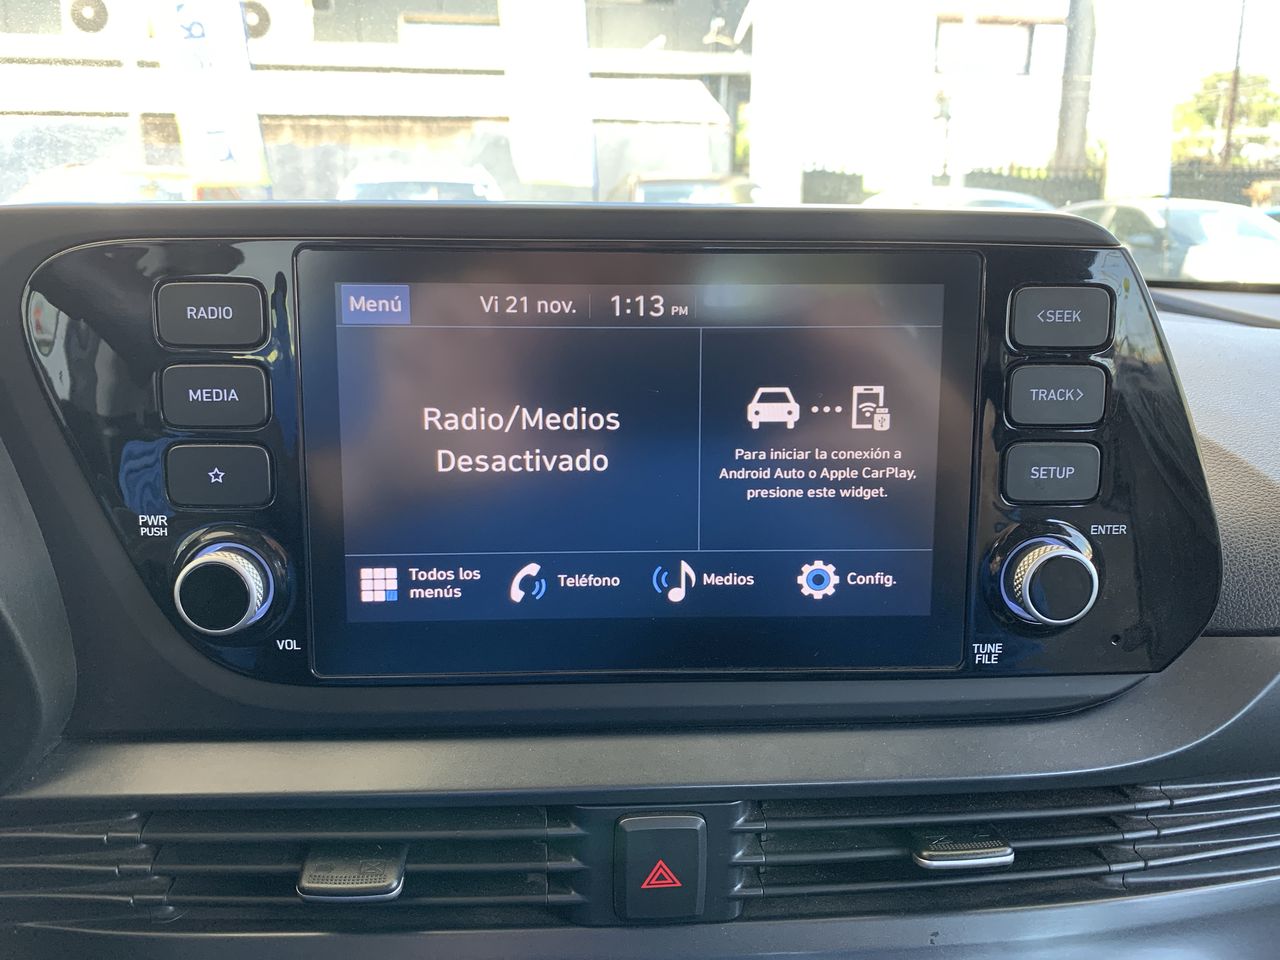 RADIO
MEDIA
PWR
PUSH
VOL
Menú
Vi 21 nov.
1:13 PM
Radio/Medios
Desactivado
Para iniciar la conexión a
Android Auto o Apple CarPlay,
presione este widget.
Todos los
menús
Teléfono
Medios
Config.
<SEEK
TRACK>
SETUP
ENTER
TUNE
FILE